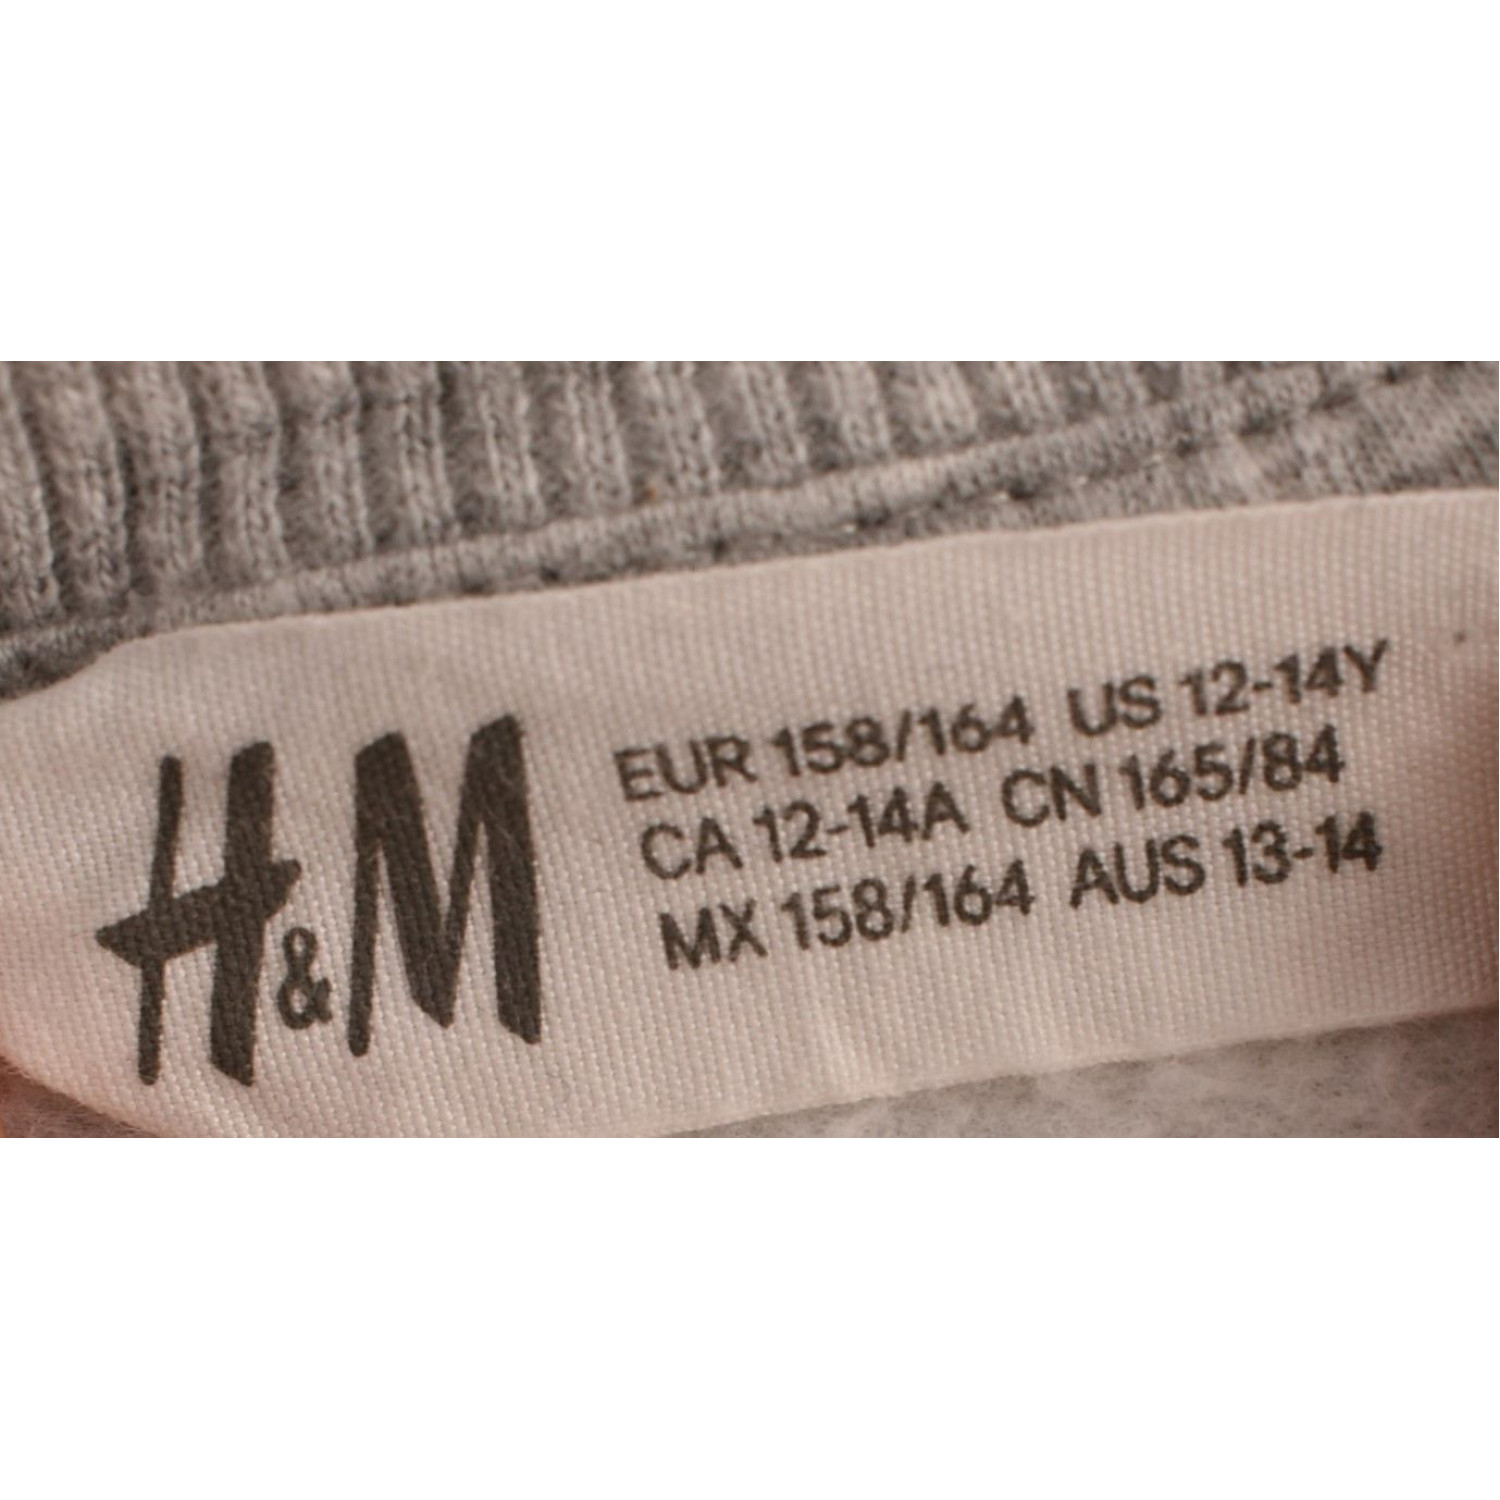 H&M
EUR 158/164 US 12-14Y
CA 12-14A CN 165/84
MX 158/164 AUS 13-14